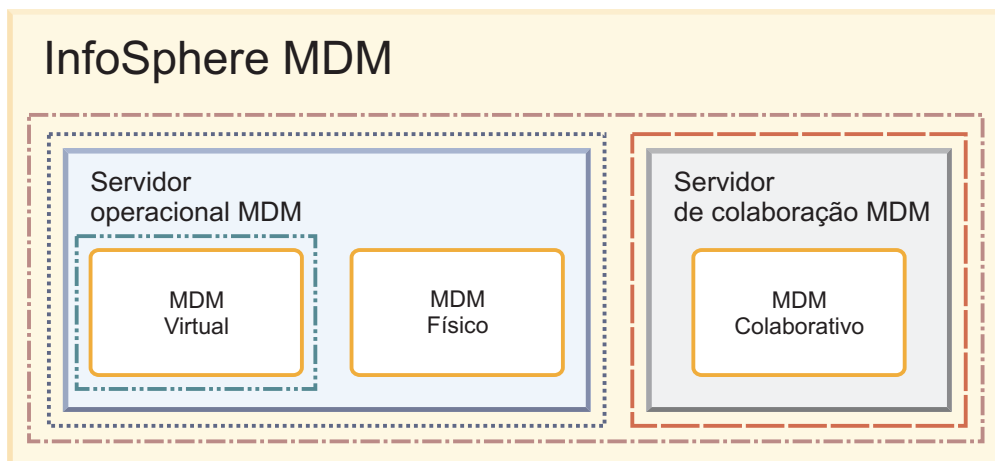 InfoSphere MDM
Servidor
operacional MDM
Servidor
de colaboração MDM
MDM
Virtual
MDM
Físico
MDM
Colaborativo